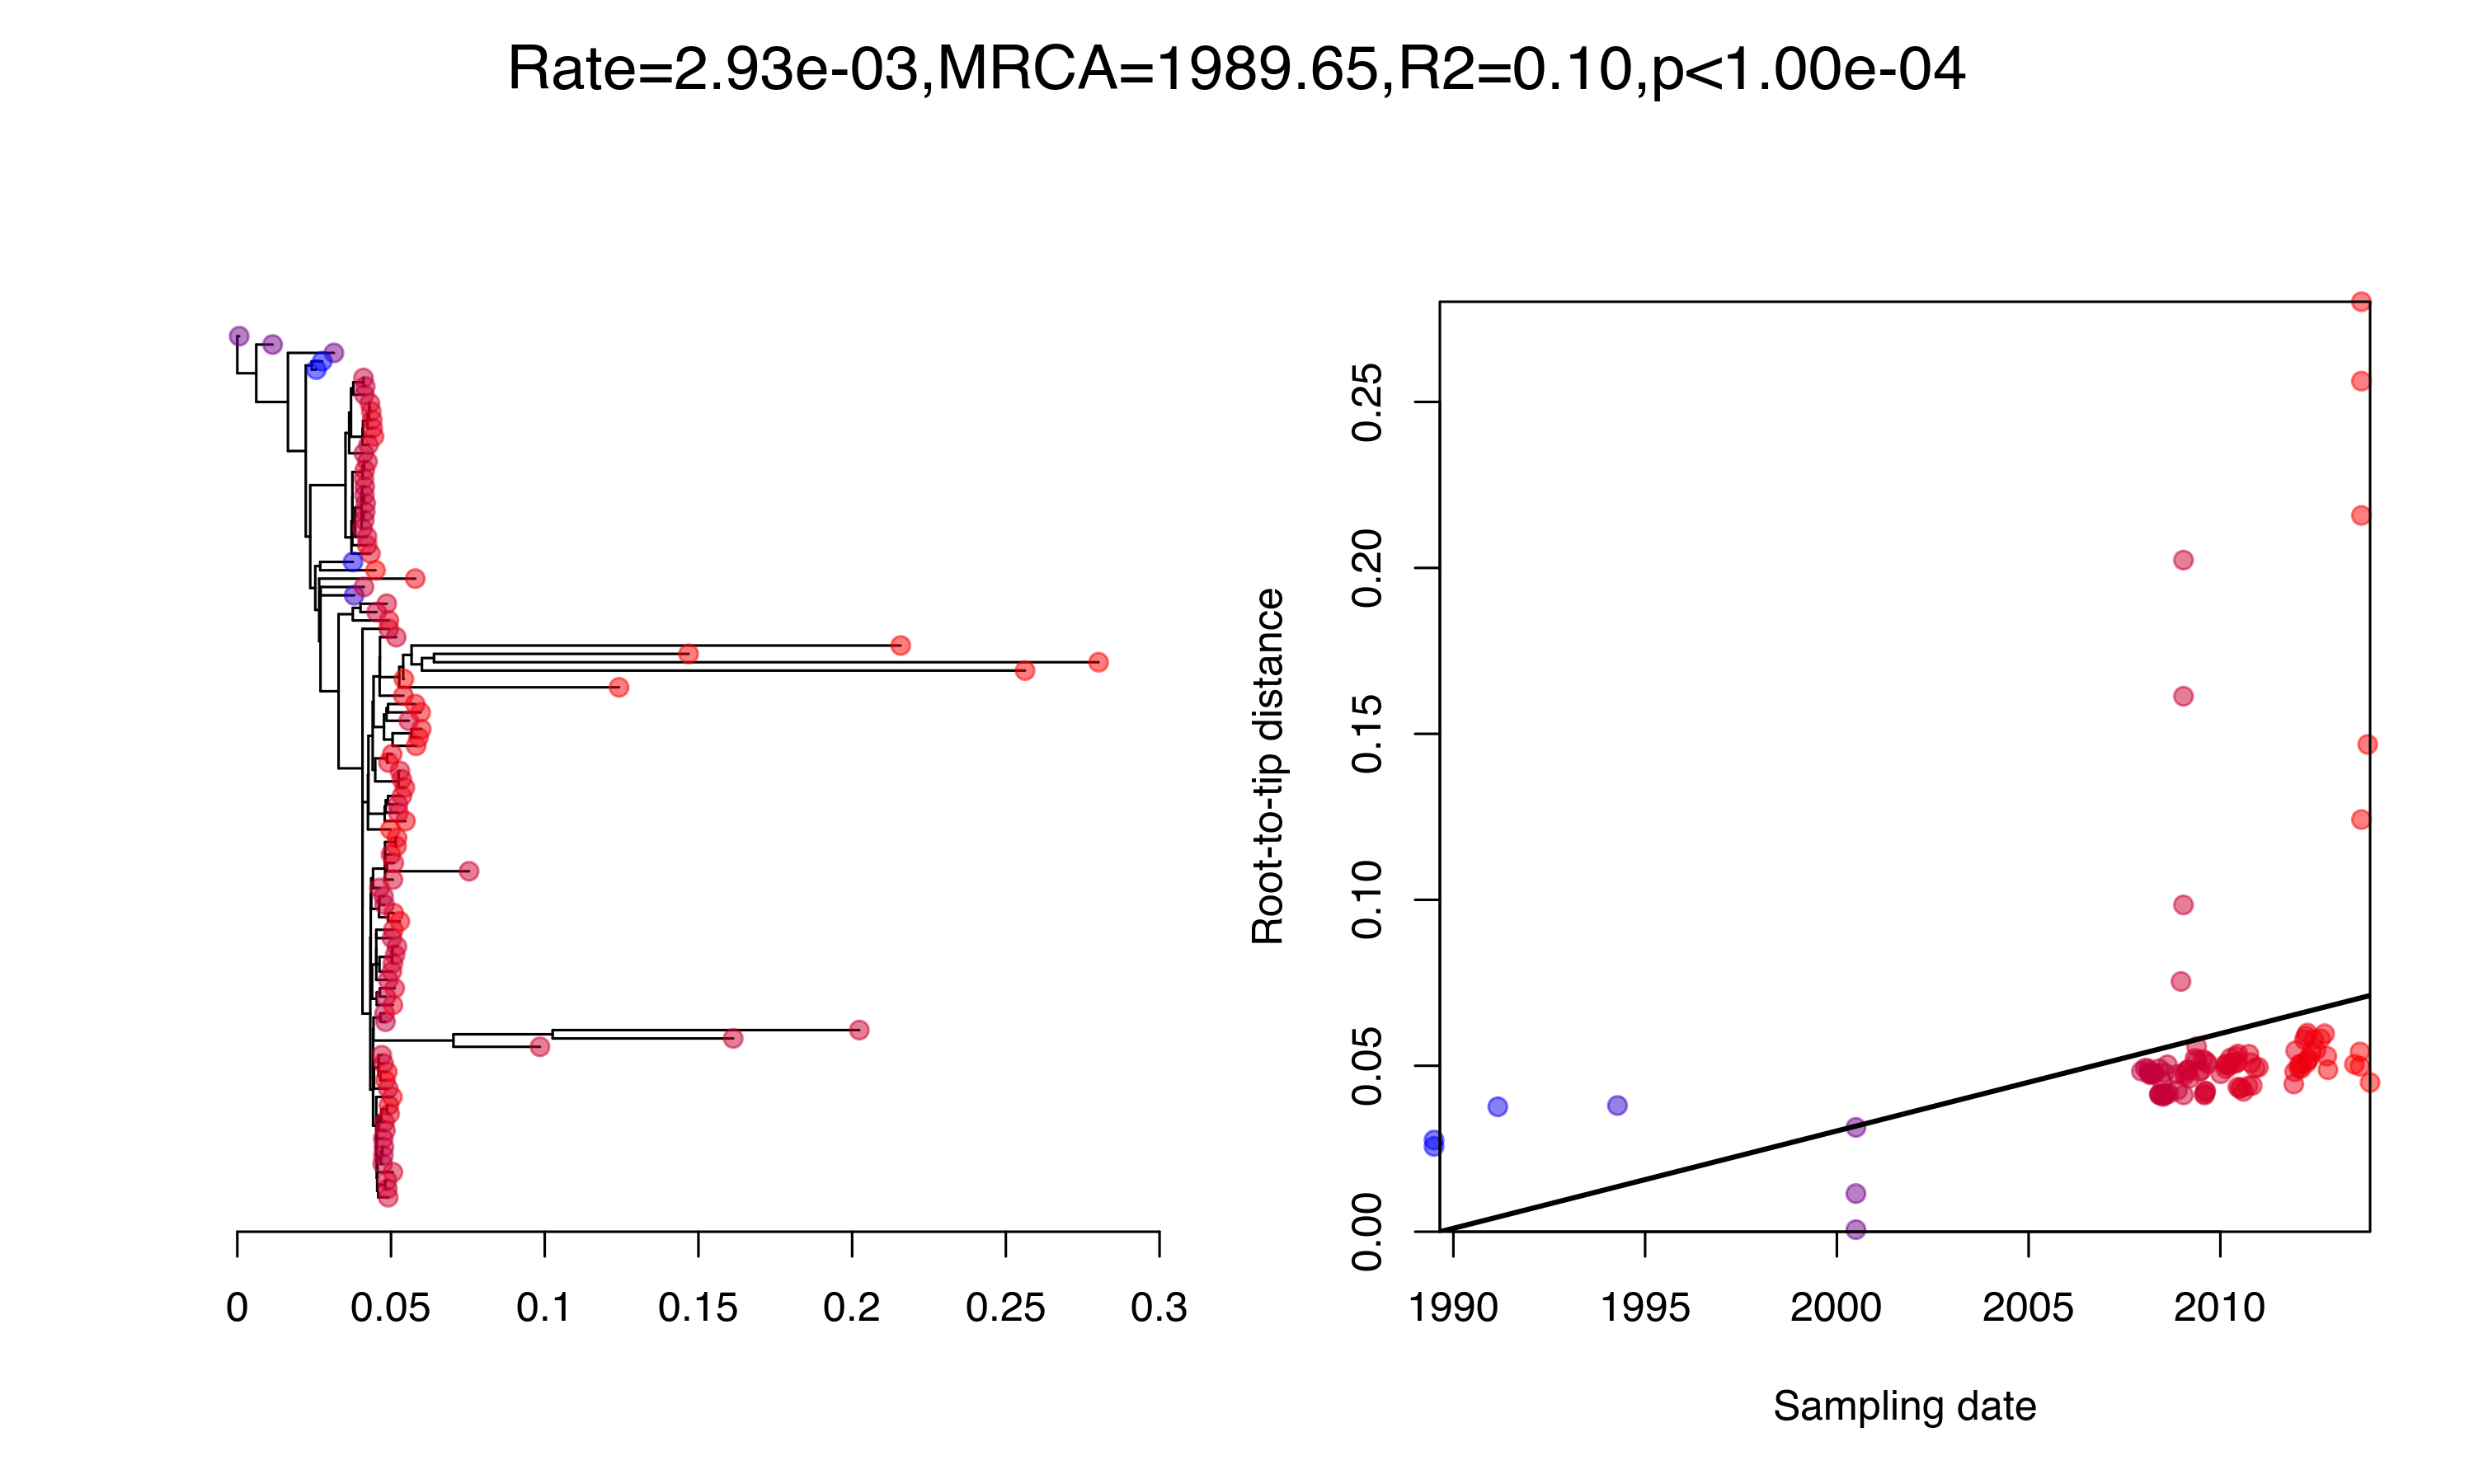 Rate=2.93e-03,MRCA=1989.65,R2=0.10,p<1.00e-04
0 0.05 0.1 0.15 0.2 0.25 0.3
Root-to-tip distance
0.25
0.20
0.15
0.10
0.05
0.00
1990 1995 2000 2005 2010
Sampling date